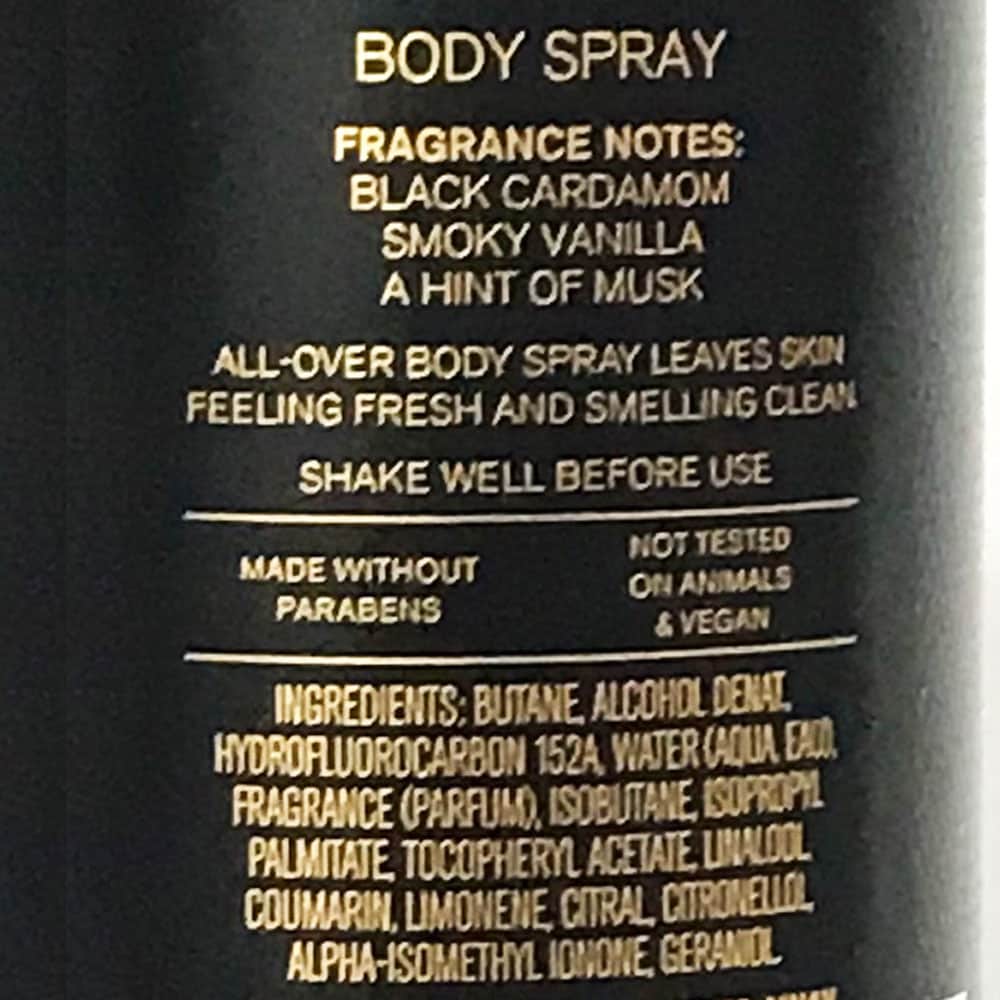 BODY SPRAY
FRAGRANCE NOTES:
BLACK CARDAMOM
SMOKY VANILLA
A HINT OF MUSK
ALL-OVER BODY SPRAY LEAVES SKIN
FEELING FRESH AND SMELLING CLEAN
SHAKE WELL BEFORE USE
MADE WITHOUT
PARABENS
NOT TESTED
ON ANIMALS
& VEGAN
INGREDIENTS: BUTANE, ALCOHOL DENAT.,
HYDROFLUOROCARBON 152A, WATER (AQUA, EAU),
FRAGRANCE (PARFUM), ISOBUTANE, ISOPROPYL
PALMITATE, TOCOPHERYL ACETATE, LINALOOL,
COUMARIN, LIMONENE, CITRAL, CITRONELLOL,
ALPHA-ISOMETHYL IONONE, GERANIOL.